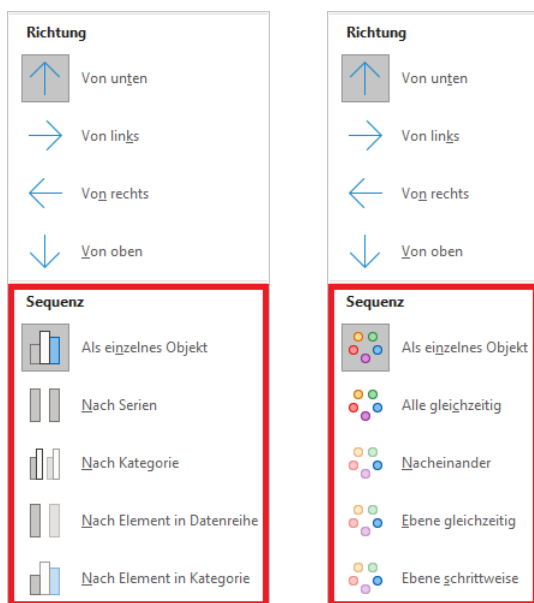 Richtung
Von unten
Von links
Von rechts
Von oben
Sequenz
Als einzelnes Objekt
Nach Serien
Nach Kategorie
Nach Element in Datenreihe
Nach Element in Kategorie
Richtung
Von unten
Von links
Von rechts
Von oben
Sequenz
Als einzelnes Objekt
Alle gleichzeitig
Nacheinander
Ebene gleichzeitig
Ebene schrittweise